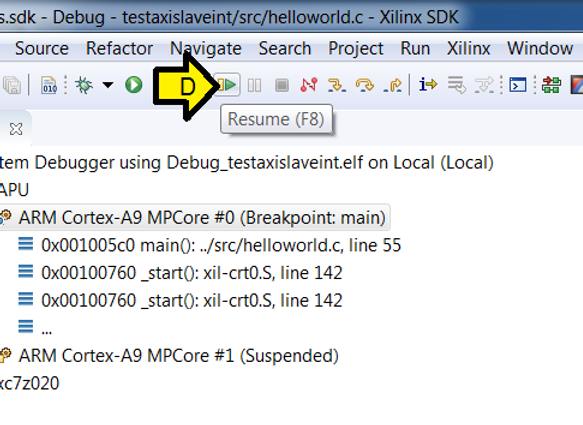 s.sdk - Debug - testaxislaveint/src/helloworld.c - Xilinx SDK
Source Refactor Navigate Search Project Run Xilinx Window
010
D
Resume (F8)
tem Debugger using Debug_testaxislaveint.elf on Local (Local)
APU
ARM Cortex-A9 MPCore #0 (Breakpoint: main)
0x001005c0 main(): ../src/helloworld.c, line 55
0x00100760 _start(): xil-crt0.S, line 142
0x00100760 _start(): xil-crt0.S, line 142
...
ARM Cortex-A9 MPCore #1 (Suspended)
xc7z020